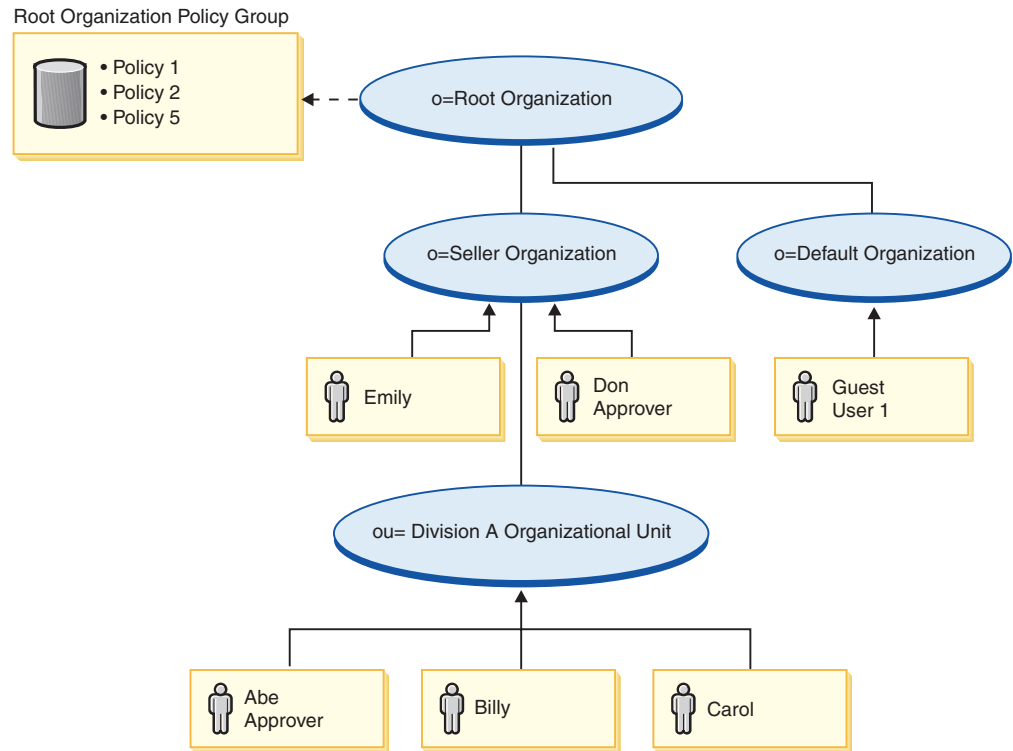 Root Organization Policy Group
• Policy 1
• Policy 2
• Policy 5
o=Root Organization
o=Seller Organization
o=Default Organization
Emily
Don
Approver
Guest
User 1
ou= Division A Organizational Unit
Abe
Approver
Billy
Carol